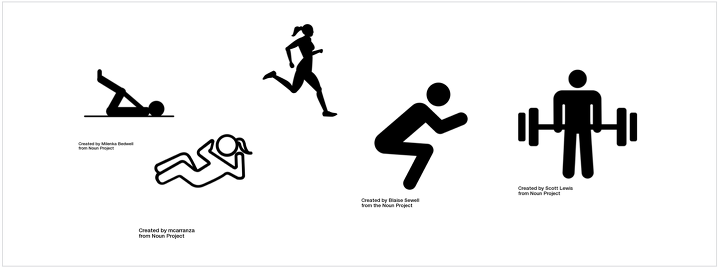 Created by Milenka Bedwell
from Noun Project
Created by mcarranza
from Noun Project
Created by Blaise Sewell
from the Noun Project
Created by Scott Lewis
from Noun Project